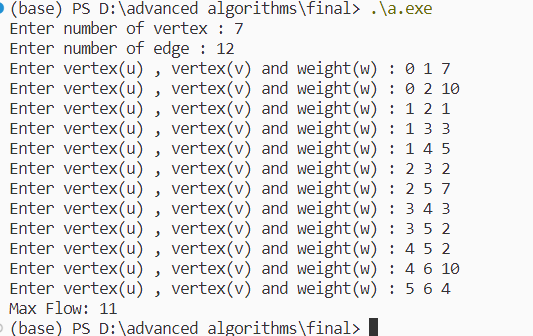 (base) PS D:\advanced algorithms\final> .\a.exe
Enter number of vertex : 7
Enter number of edge : 12
Enter vertex(u) , vertex(v) and weight(w) : 0 1 7
Enter vertex(u) , vertex(v) and weight(w) : 0 2 10
Enter vertex(u) , vertex(v) and weight(w) : 1 2 1
Enter vertex(u) , vertex(v) and weight(w) : 1 3 3
Enter vertex(u) , vertex(v) and weight(w) : 1 4 5
Enter vertex(u) , vertex(v) and weight(w) : 2 3 2
Enter vertex(u) , vertex(v) and weight(w) : 2 5 7
Enter vertex(u) , vertex(v) and weight(w) : 3 4 3
Enter vertex(u) , vertex(v) and weight(w) : 3 5 2
Enter vertex(u) , vertex(v) and weight(w) : 4 5 2
Enter vertex(u) , vertex(v) and weight(w) : 4 6 10
Enter vertex(u) , vertex(v) and weight(w) : 5 6 4
Max Flow: 11
(base) PS D:\advanced algorithms\final>